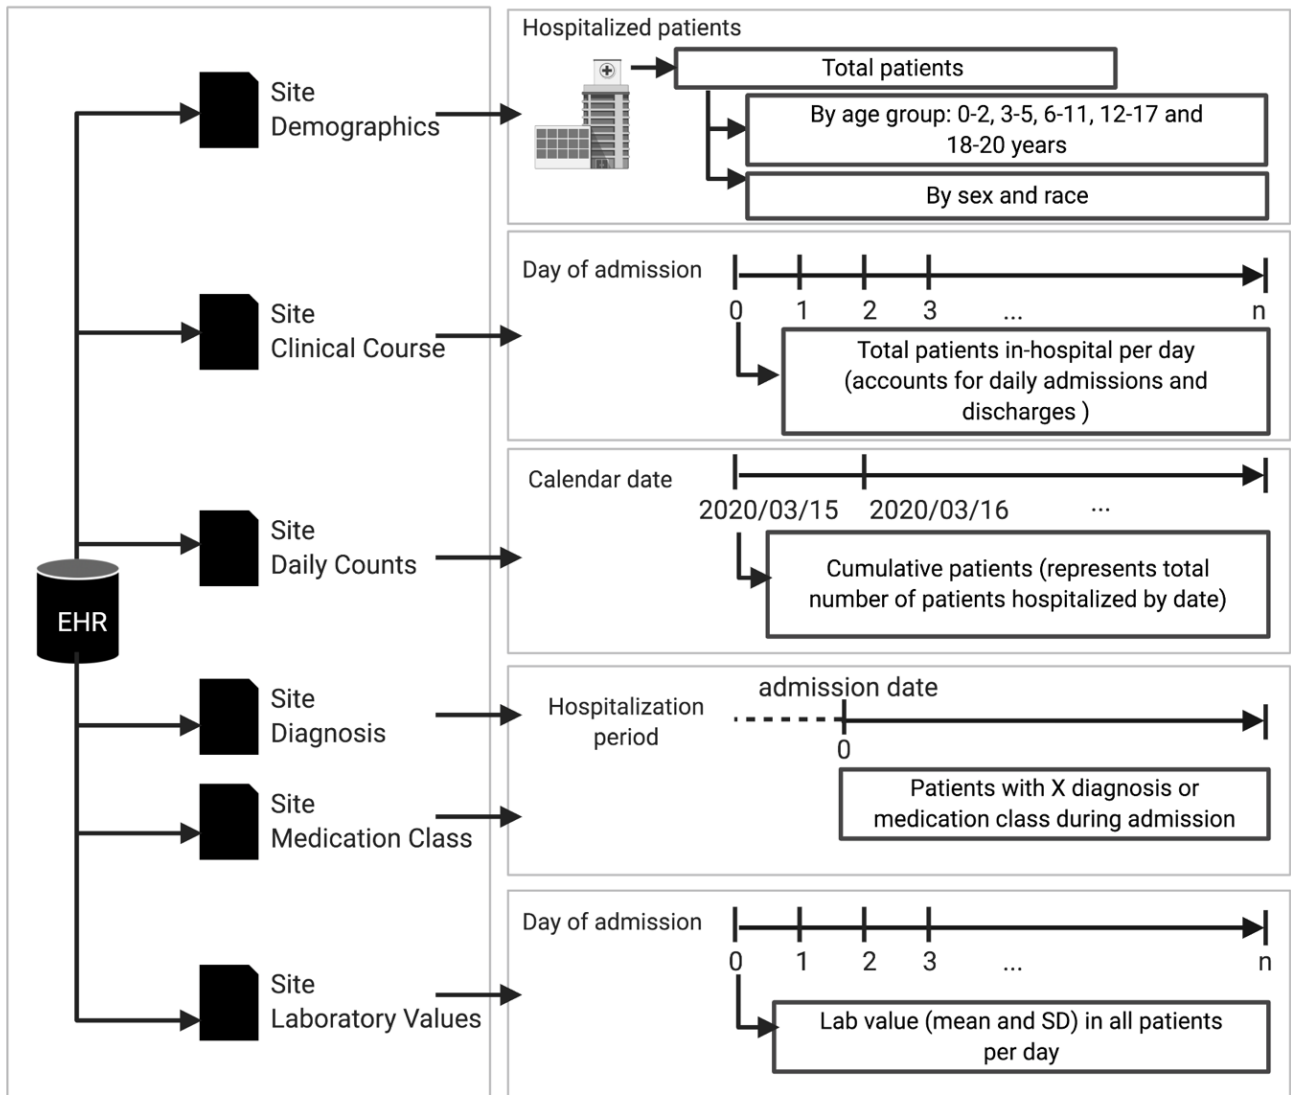 Hospitalized patients
Total patients
By age group: 0-2, 3-5, 6-11, 12-17 and
18-20 years
By sex and race
Site
Demographics
Day of admission
0 1 2 3 ... n
Total patients in-hospital per day
(accounts for daily admissions and
discharges )
Site
Clinical Course
Calendar date
2020/03/15 2020/03/16 ...
Cumulative patients (represents total
number of patients hospitalized by date)
Site
Daily Counts
EHR
Site
Diagnosis
Site
Medication Class
Hospitalization
period
admission date
0
Patients with X diagnosis or
medication class during admission
Site
Laboratory Values
Day of admission
0 1 2 3 ... n
Lab value (mean and SD) in all patients
per day